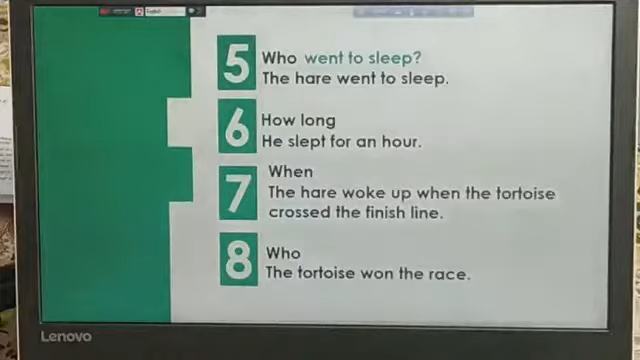 5
Who went to sleep?
The hare went to sleep.
6
How long
He slept for an hour.
7
When
The hare woke up when the tortoise
crossed the finish line.
8
Who
The tortoise won the race.
Lenovo